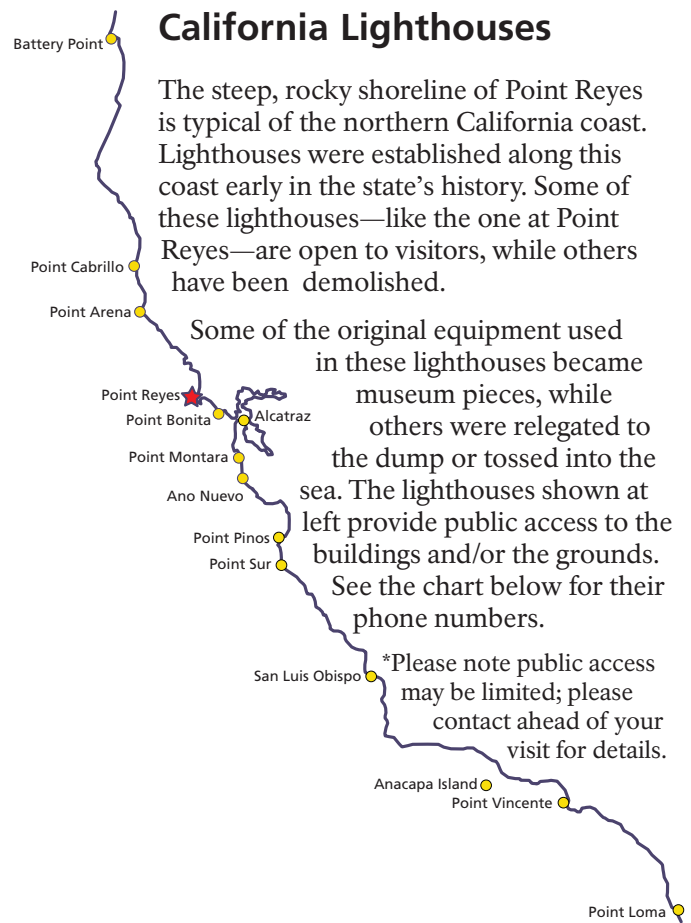 California Lighthouses
Battery Point
The steep, rocky shoreline of Point Reyes
is typical of the northern California coast.
Lighthouses were established along this
coast early in the state’s history. Some of
these lighthouses—like the one at Point
Reyes—are open to visitors, while others
have been demolished.
Point Cabrillo
Point Arena
Some of the original equipment used
in these lighthouses became
museum pieces, while
others were relegated to
the dump or tossed into the
sea. The lighthouses shown at
left provide public access to the
buildings and/or the grounds.
See the chart below for their
phone numbers.
Point Reyes
Point Bonita
Alcatraz
Point Montara
Ano Nuevo
Point Pinos
Point Sur
San Luis Obispo
*Please note public access
may be limited; please
contact ahead of your
visit for details.
Anacapa Island
Point Vincente
Point Loma